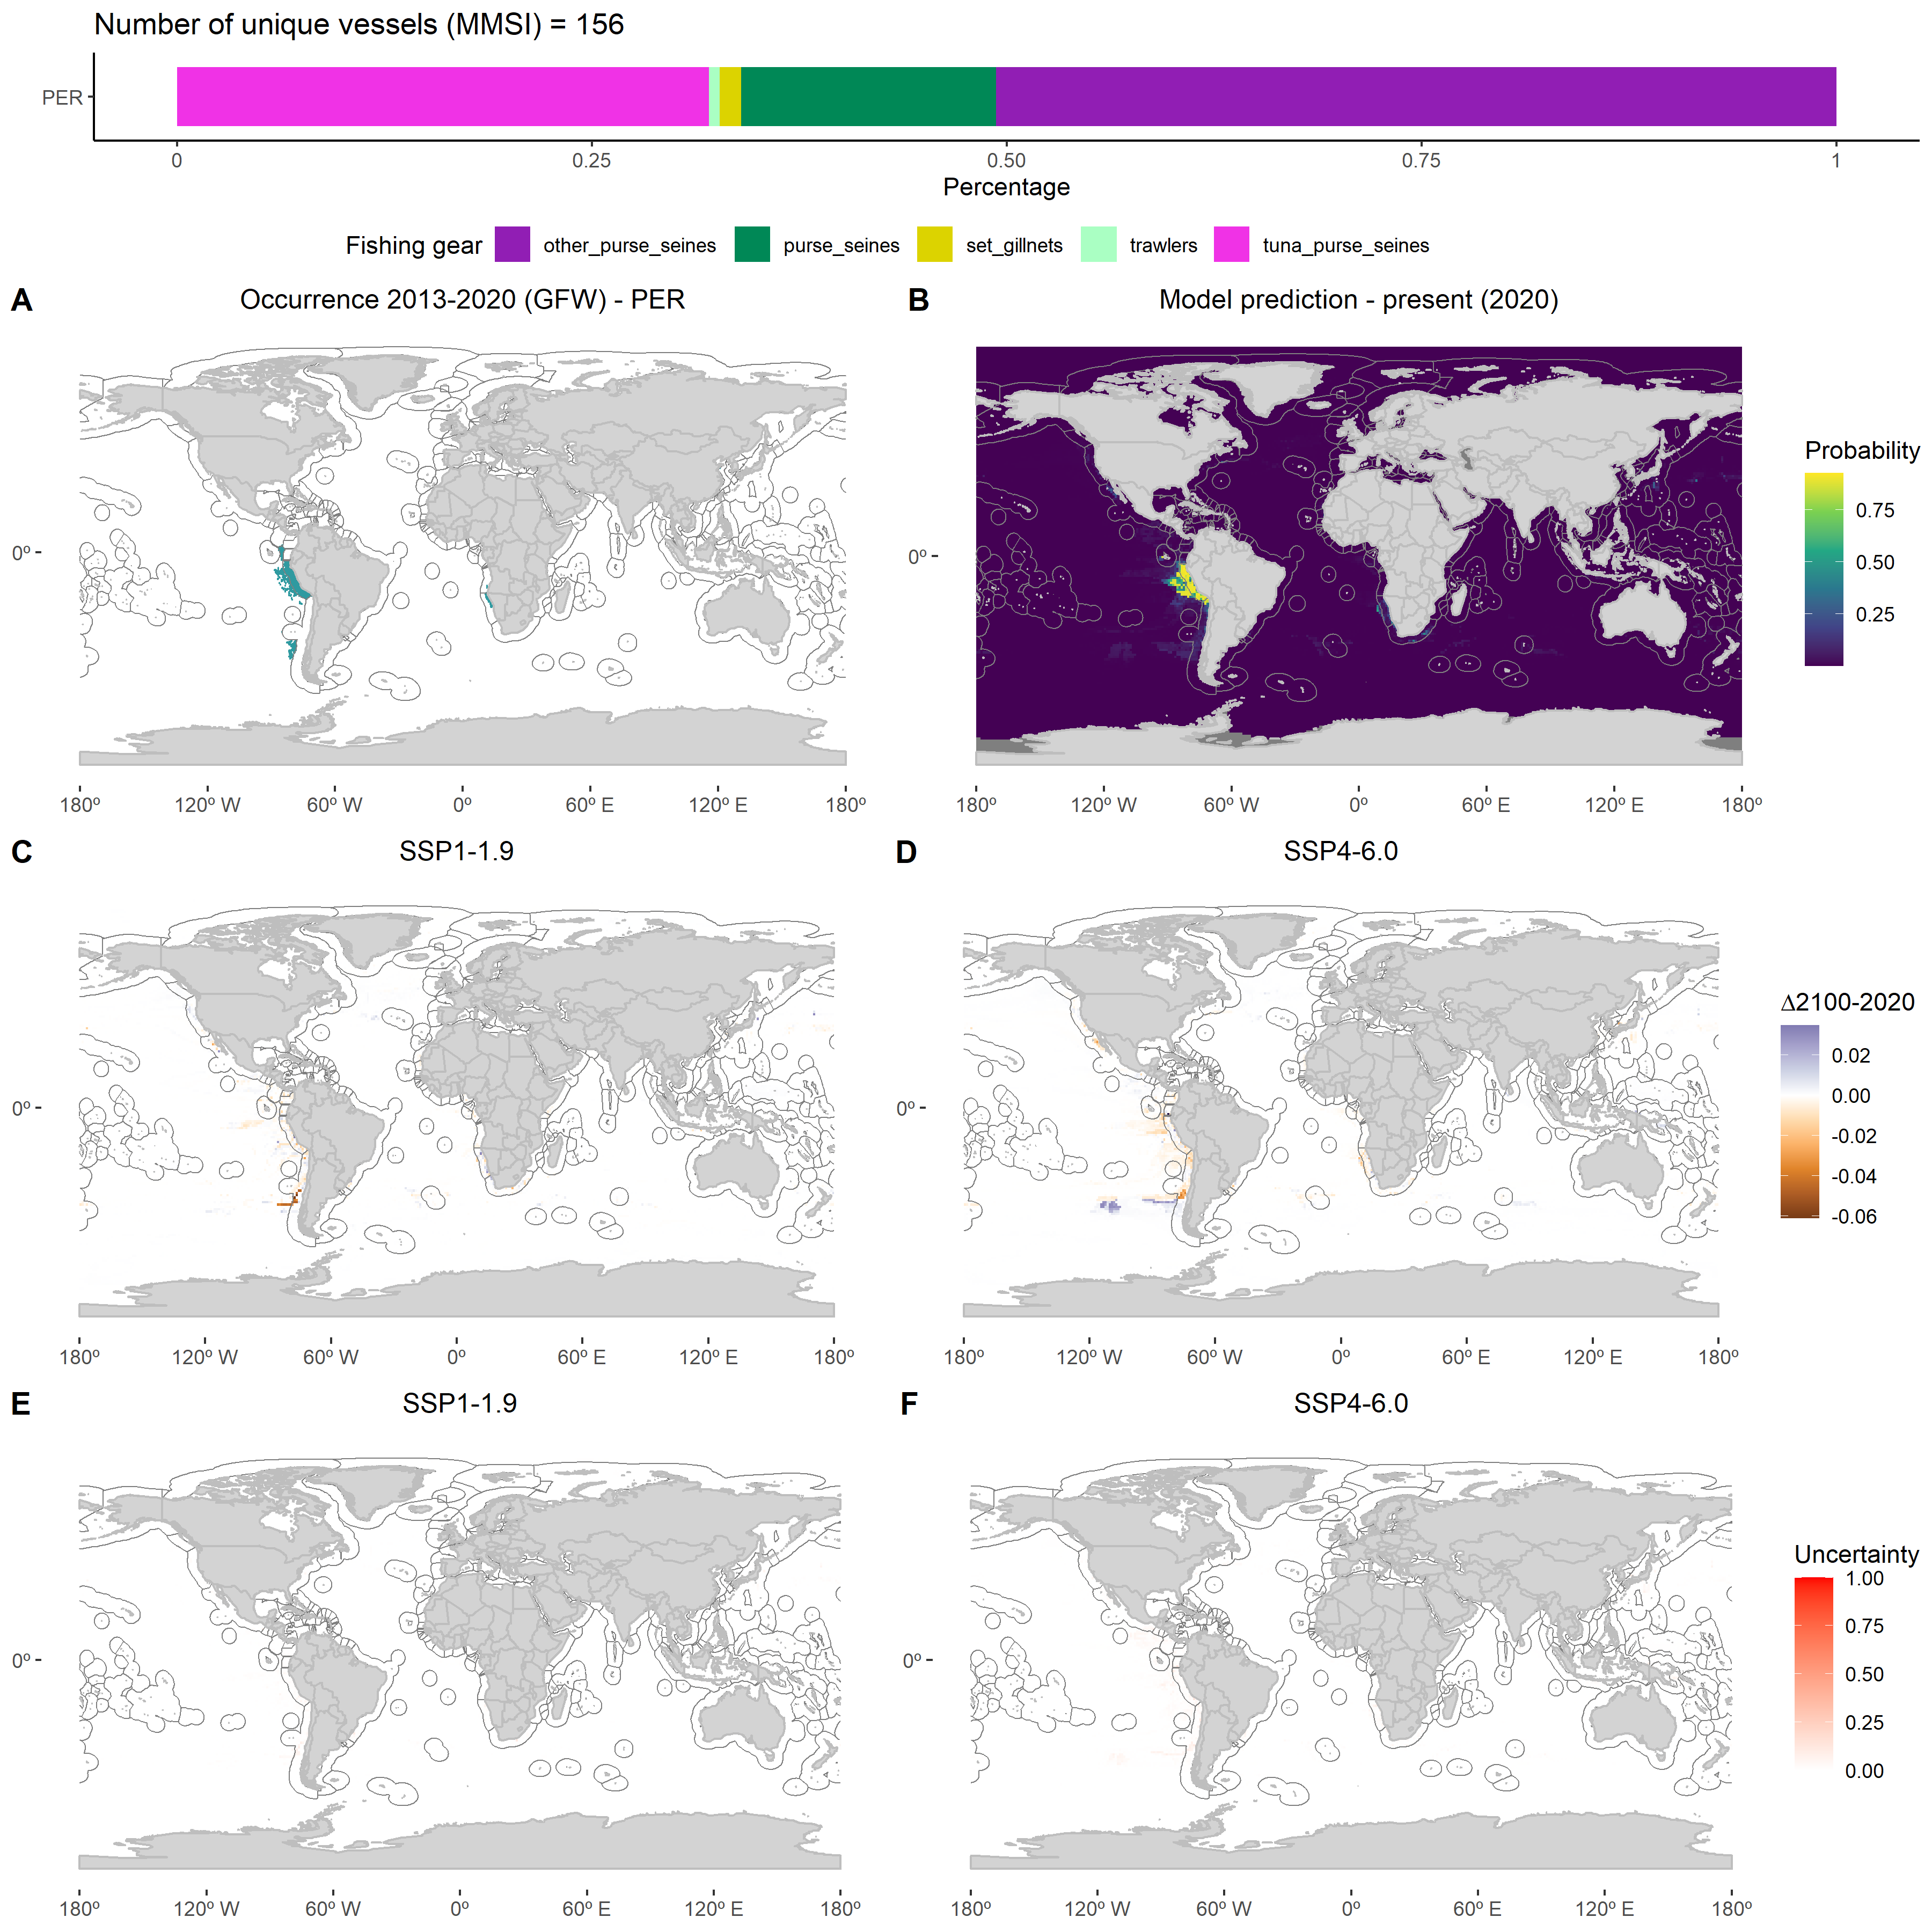 Number of unique vessels (MMSI) = 156
PER
0 0.25 0.50 0.75 1
Percentage
Fishing gear other_purse_seines purse_seines set_gillnets trawlers tuna_purse_seines
A Occurrence 2013-2020 (GFW) - PER
0º
180º 120º W 60º W 0º 60º E 120º E 180º
B Model prediction - present (2020)
0º
180º 120º W 60º W 0º 60º E 120º E 180º
Probability
0.75
0.50
0.25
C SSP1-1.9
0º
180º 120º W 60º W 0º 60º E 120º E 180º
D SSP4-6.0
0º
180º 120º W 60º W 0º 60º E 120º E 180º
Δ2100-2020
0.02
0.00
-0.02
-0.04
-0.06
E SSP1-1.9
0º
180º 120º W 60º W 0º 60º E 120º E 180º
F SSP4-6.0
0º
180º 120º W 60º W 0º 60º E 120º E 180º
Uncertainty
1.00
0.75
0.50
0.25
0.00